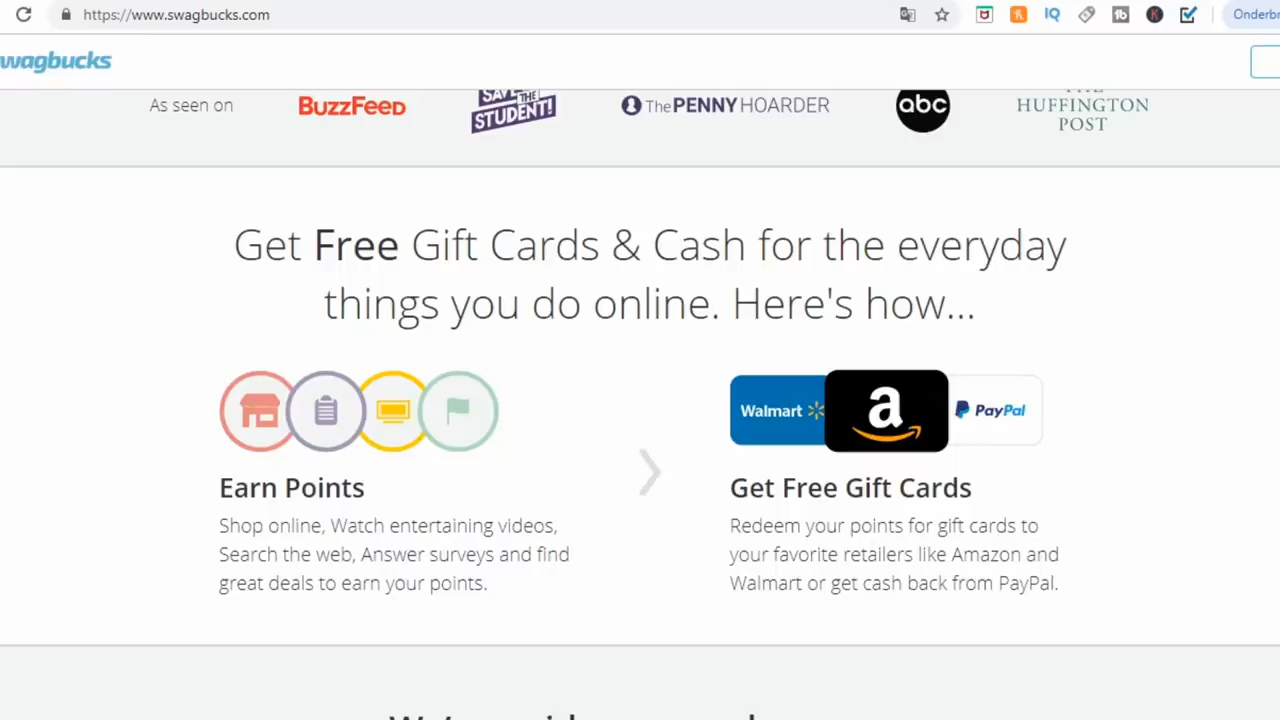 https://www.swagbucks.com
IQ
tb
K
Onderbr
wagbucks
As seen on
BuzzFeed
SAVE THE
STUDENT!
The PENNY HOARDER
abc
THE
HUFFINGTON
POST
Get Free Gift Cards & Cash for the everyday
things you do online. Here's how...
Walmart
a
PayPal
Earn Points
Get Free Gift Cards
Shop online, Watch entertaining videos,
Search the web, Answer surveys and find
great deals to earn your points.
Redeem your points for gift cards to
your favorite retailers like Amazon and
Walmart or get cash back from PayPal.